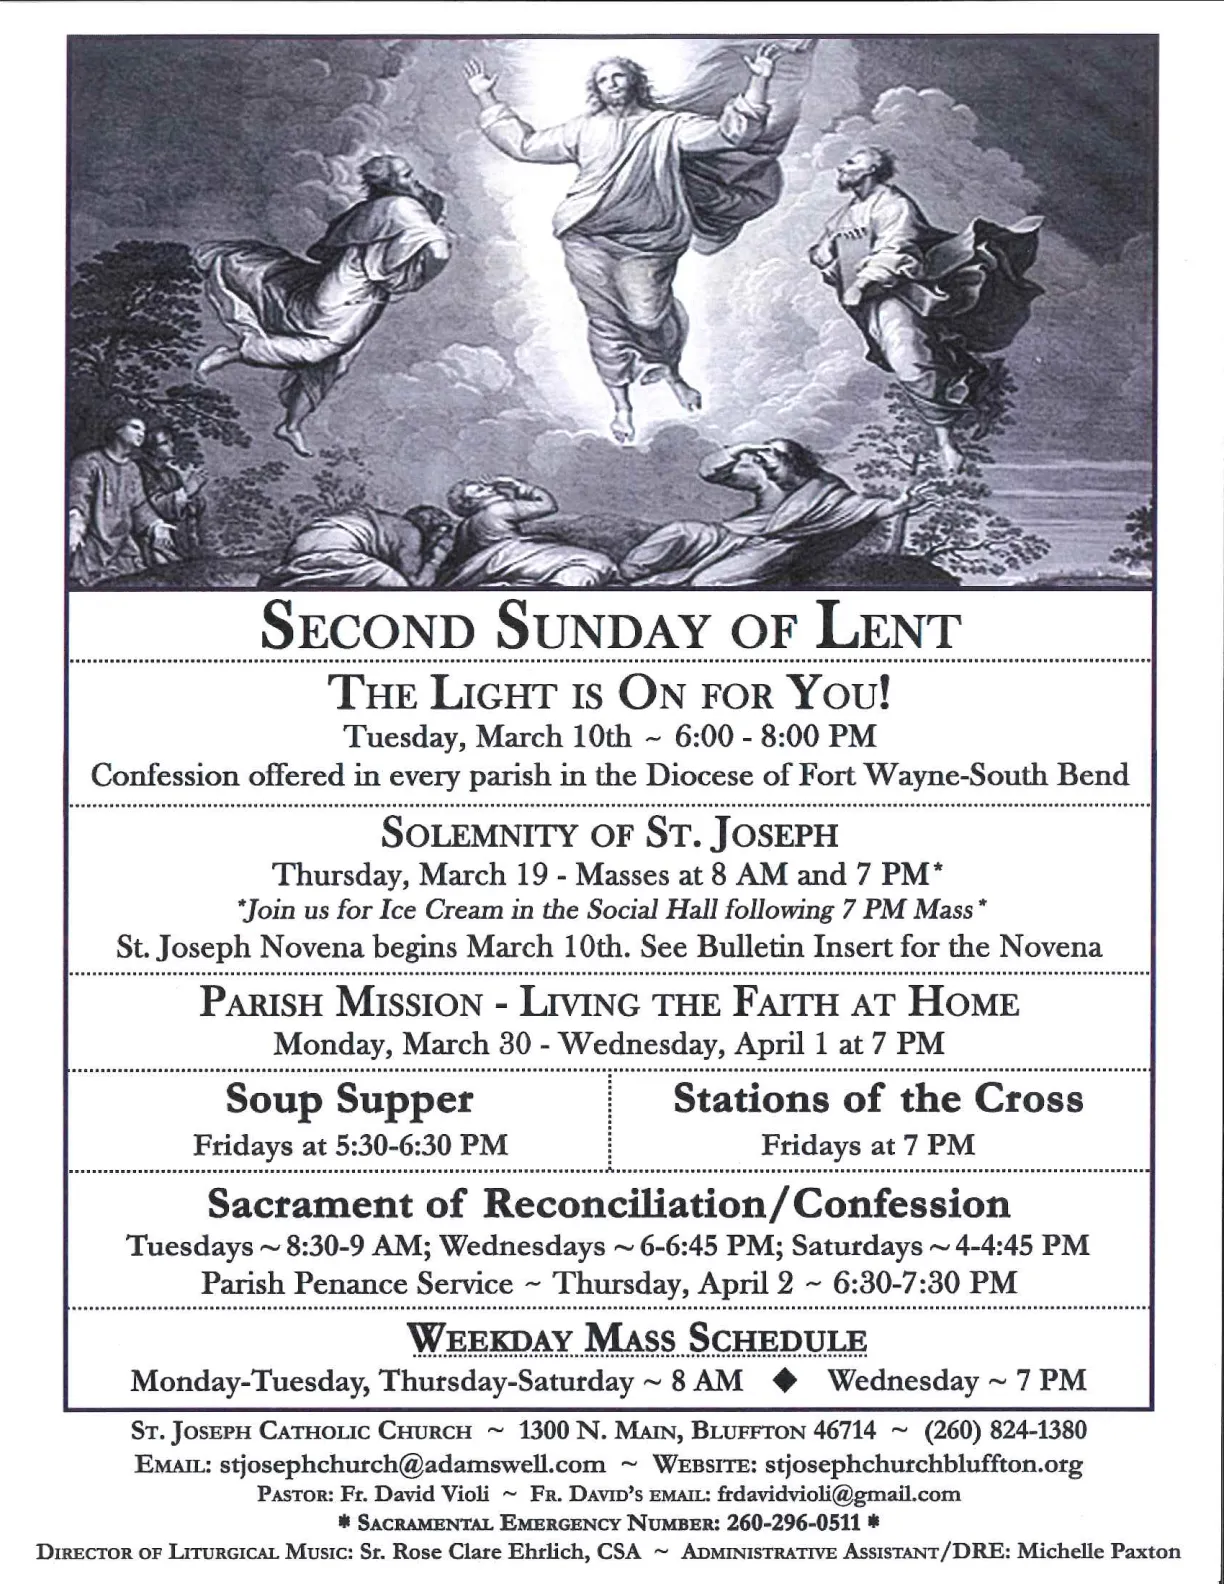 SECOND SUNDAY OF LENT
THE LIGHT IS ON FOR YOU!
Tuesday, March 10th ~ 6:00 - 8:00 PM
Confession offered in every parish in the Diocese of Fort Wayne-South Bend
SOLEMNITY OF ST. JOSEPH
Thursday, March 19 - Masses at 8 AM and 7 PM*
*Join us for Ice Cream in the Social Hall following 7 PM Mass*
St. Joseph Novena begins March 10th. See Bulletin Insert for the Novena
PARISH MISSION - LIVING THE FAITH AT HOME
Monday, March 30 - Wednesday, April 1 at 7 PM
Soup Supper
Fridays at 5:30-6:30 PM
Stations of the Cross
Fridays at 7 PM
Sacrament of Reconciliation/Confession
Tuesdays ~ 8:30-9 AM; Wednesdays ~ 6-6:45 PM; Saturdays ~ 4-4:45 PM
Parish Penance Service ~ Thursday, April 2 ~ 6:30-7:30 PM
WEEKDAY MASS SCHEDULE
Monday-Tuesday, Thursday-Saturday ~ 8 AM ◆ Wednesday ~ 7 PM
ST. JOSEPH CATHOLIC CHURCH ~ 1300 N. MAIN, BLUFFTON 46714 ~ (260) 824-1380
EMAIL: stjosephchurch@adamswell.com ~ WEBSITE: stjosephchurchbluffton.org
PASTOR: Fr. David Violi ~ FR. DAVID'S EMAIL: frdavidvioli@gmail.com
* SACRAMENTAL EMERGENCY NUMBER: 260-296-0511 *
DIRECTOR OF LITURGICAL MUSIC: Sr. Rose Clare Ehrlich, CSA ~ ADMINISTRATIVE ASSISTANT/DRE: Michelle Paxton